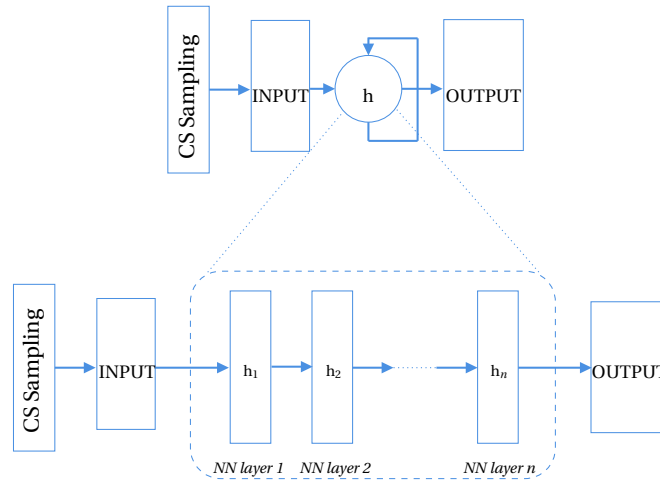 CS Sampling
INPUT
h
OUTPUT
CS Sampling
INPUT
h₁
h₂
hₙ
OUTPUT
NN layer 1
NN layer 2
NN layer n